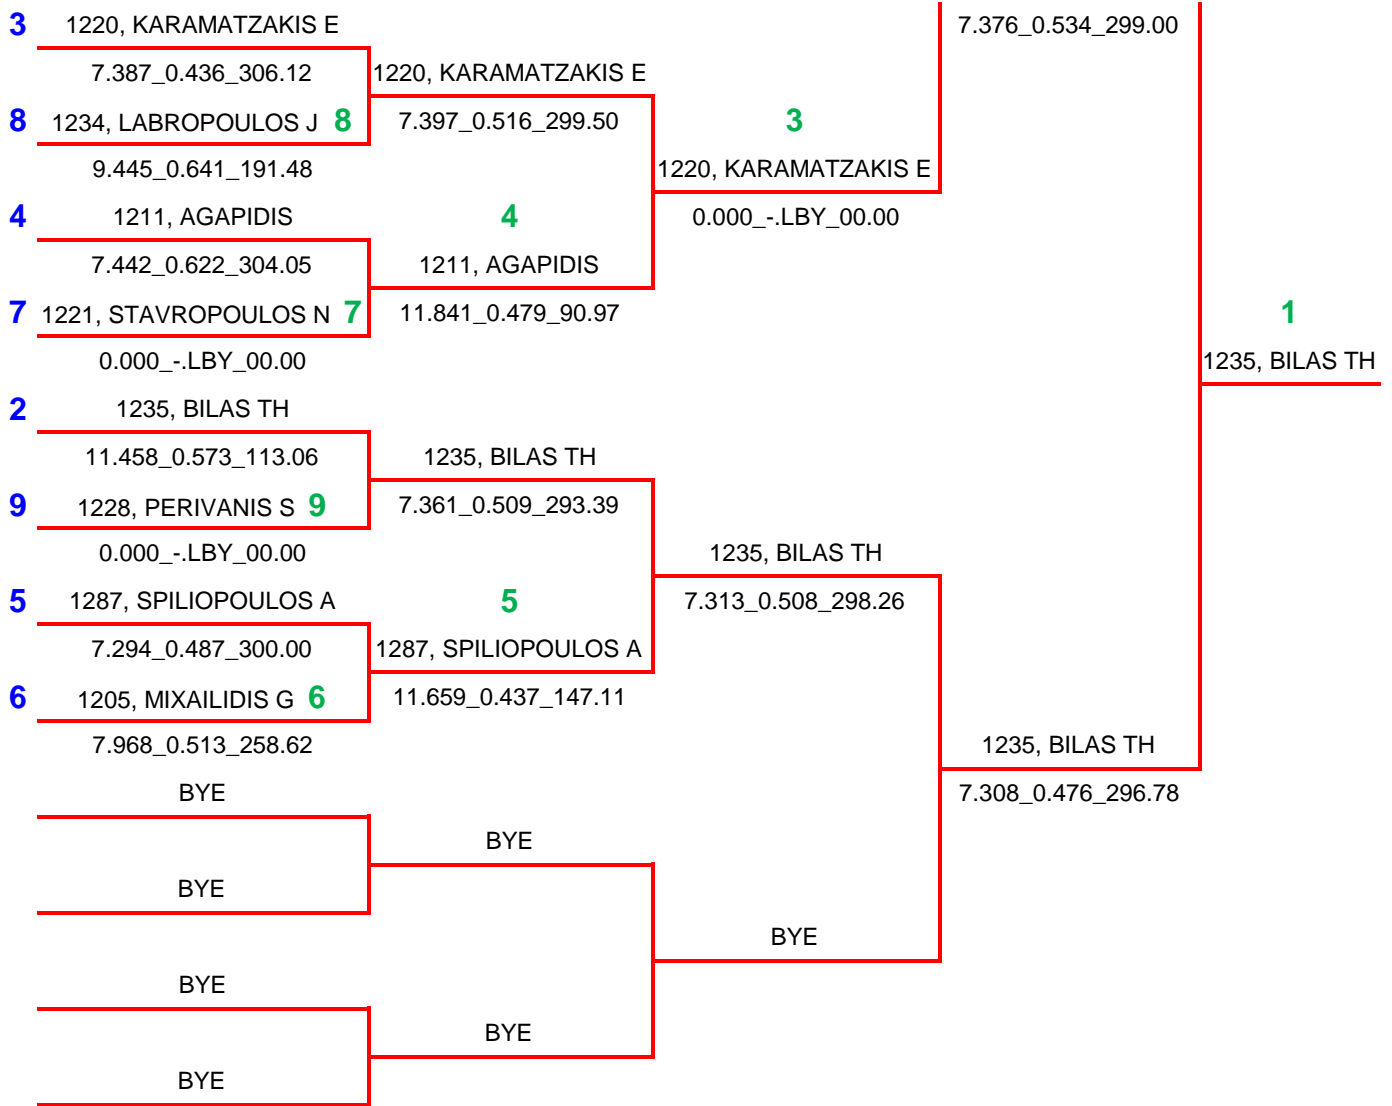 3 1220, KARAMATZAKIS E 7.376_0.534_299.00
7.387_0.436_306.12 1220, KARAMATZAKIS E
8 1234, LABROPOULOS J 8 7.397_0.516_299.50 3
9.445_0.641_191.48 1220, KARAMATZAKIS E
4 1211, AGAPIDIS 4 0.000_-.LBY_00.00
7.442_0.622_304.05 1211, AGAPIDIS
7 1221, STAVROPOULOS N 7 11.841_0.479_90.97 1
0.000_-.LBY_00.00 1235, BILAS TH
2 1235, BILAS TH
11.458_0.573_113.06 1235, BILAS TH
9 1228, PERIVANIS S 9 7.361_0.509_293.39
0.000_-.LBY_00.00 1235, BILAS TH
5 1287, SPILIOPOULOS A 5 7.313_0.508_298.26
7.294_0.487_300.00 1287, SPILIOPOULOS A
6 1205, MIXAILIDIS G 6 11.659_0.437_147.11
7.968_0.513_258.62 1235, BILAS TH
BYE 7.308_0.476_296.78
BYE
BYE
BYE
BYE
BYE
BYE